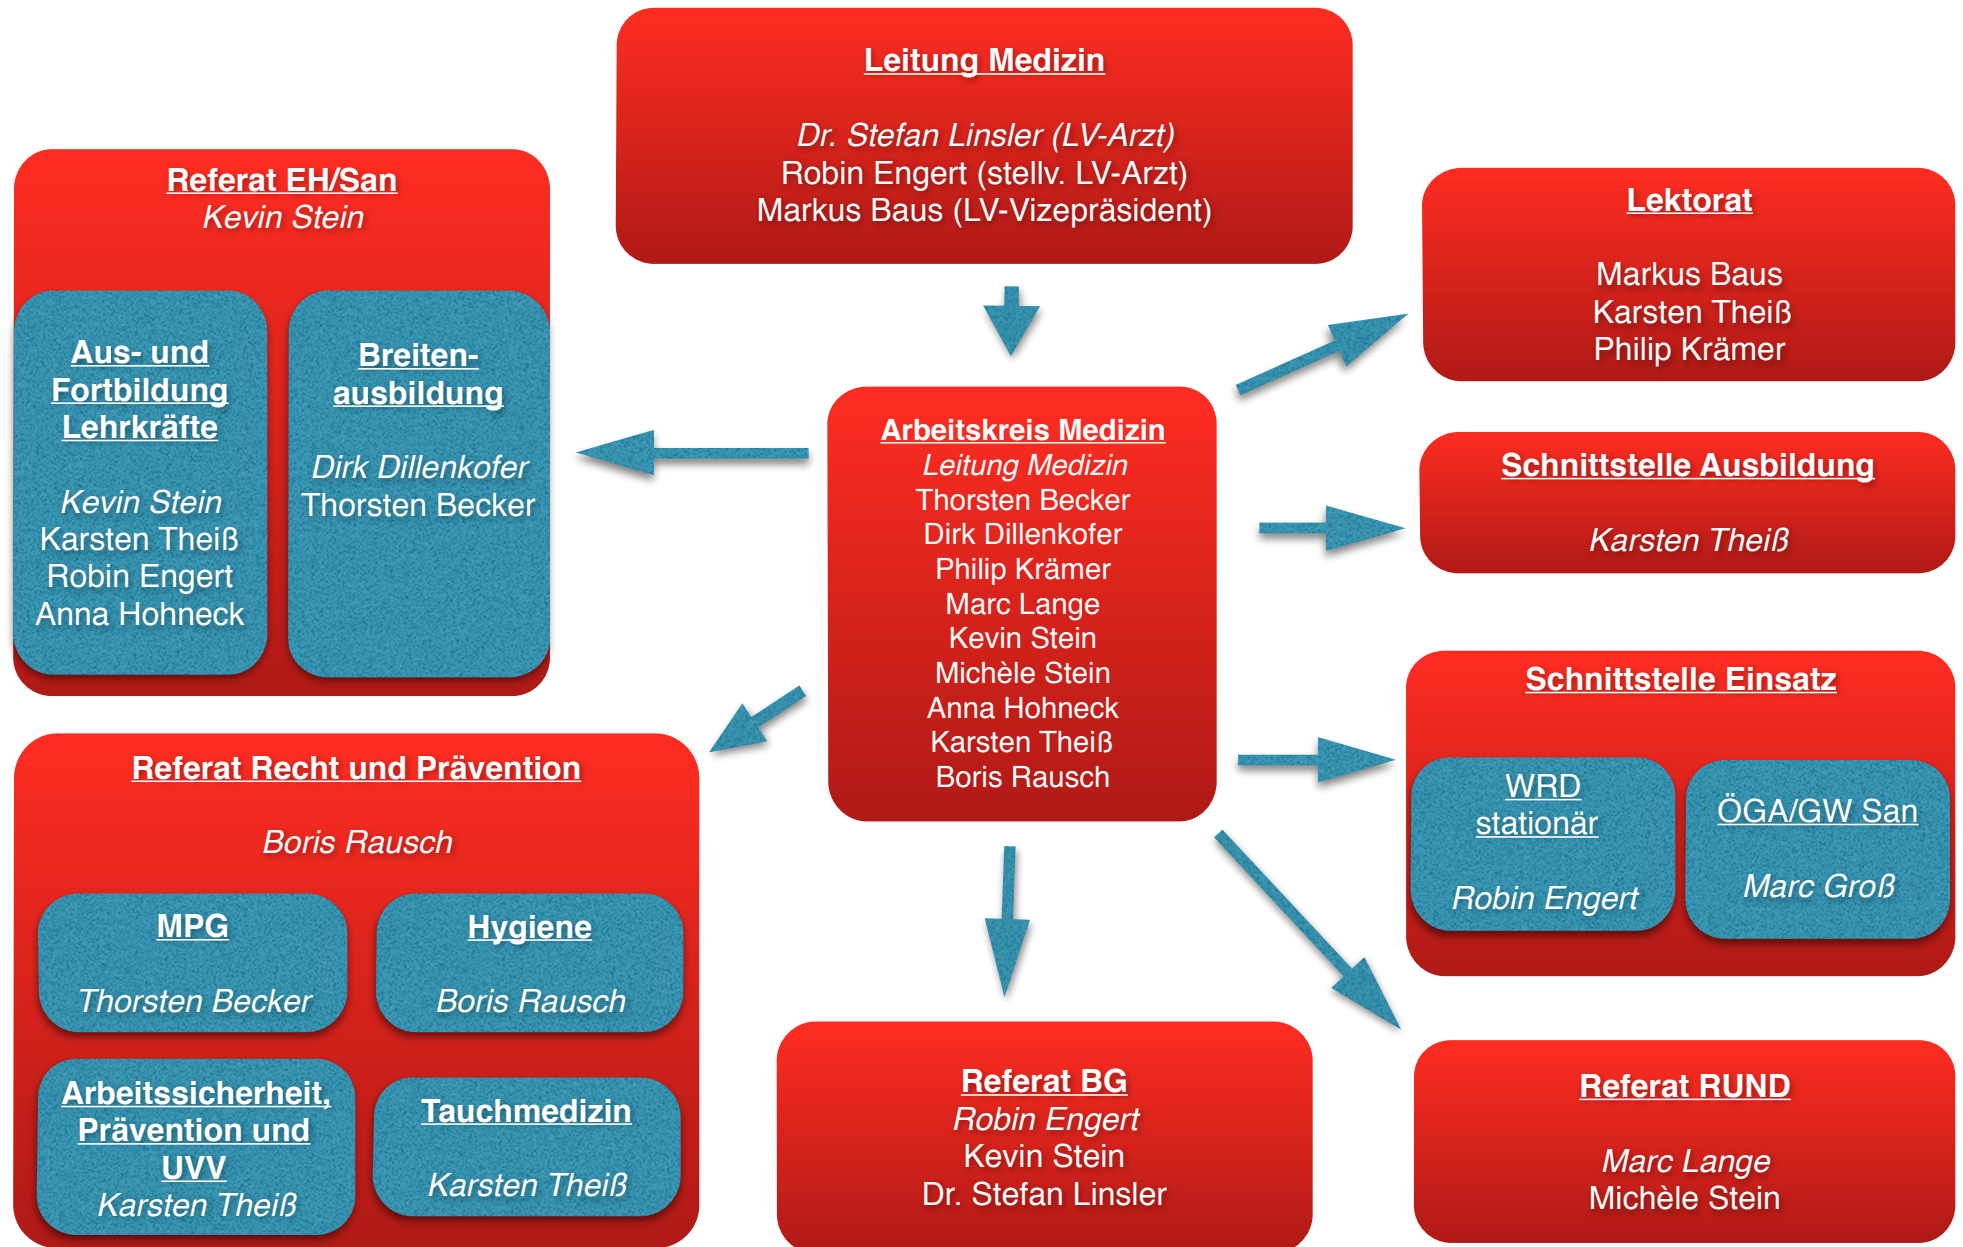 Leitung Medizin
Dr. Stefan Linsler (LV-Arzt)
Robin Engert (stellv. LV-Arzt)
Markus Baus (LV-Vizepräsident)
Referat EH/San
Kevin Stein
Aus- und
Fortbildung
Lehrkräfte
Kevin Stein
Karsten Theiß
Robin Engert
Anna Hohneck
Breiten-
ausbildung
Dirk Dillenkofer
Thorsten Becker
Lektorat
Markus Baus
Karsten Theiß
Philip Krämer
Arbeitskreis Medizin
Leitung Medizin
Thorsten Becker
Dirk Dillenkofer
Philip Krämer
Marc Lange
Kevin Stein
Michèle Stein
Anna Hohneck
Karsten Theiß
Boris Rausch
Schnittstelle Ausbildung
Karsten Theiß
Schnittstelle Einsatz
WRD
stationär
Robin Engert
ÖGA/GW San
Marc Groß
Referat Recht und Prävention
Boris Rausch
MPG
Thorsten Becker
Hygiene
Boris Rausch
Arbeitssicherheit,
Prävention und
UVV
Karsten Theiß
Tauchmedizin
Karsten Theiß
Referat BG
Robin Engert
Kevin Stein
Dr. Stefan Linsler
Referat RUND
Marc Lange
Michèle Stein